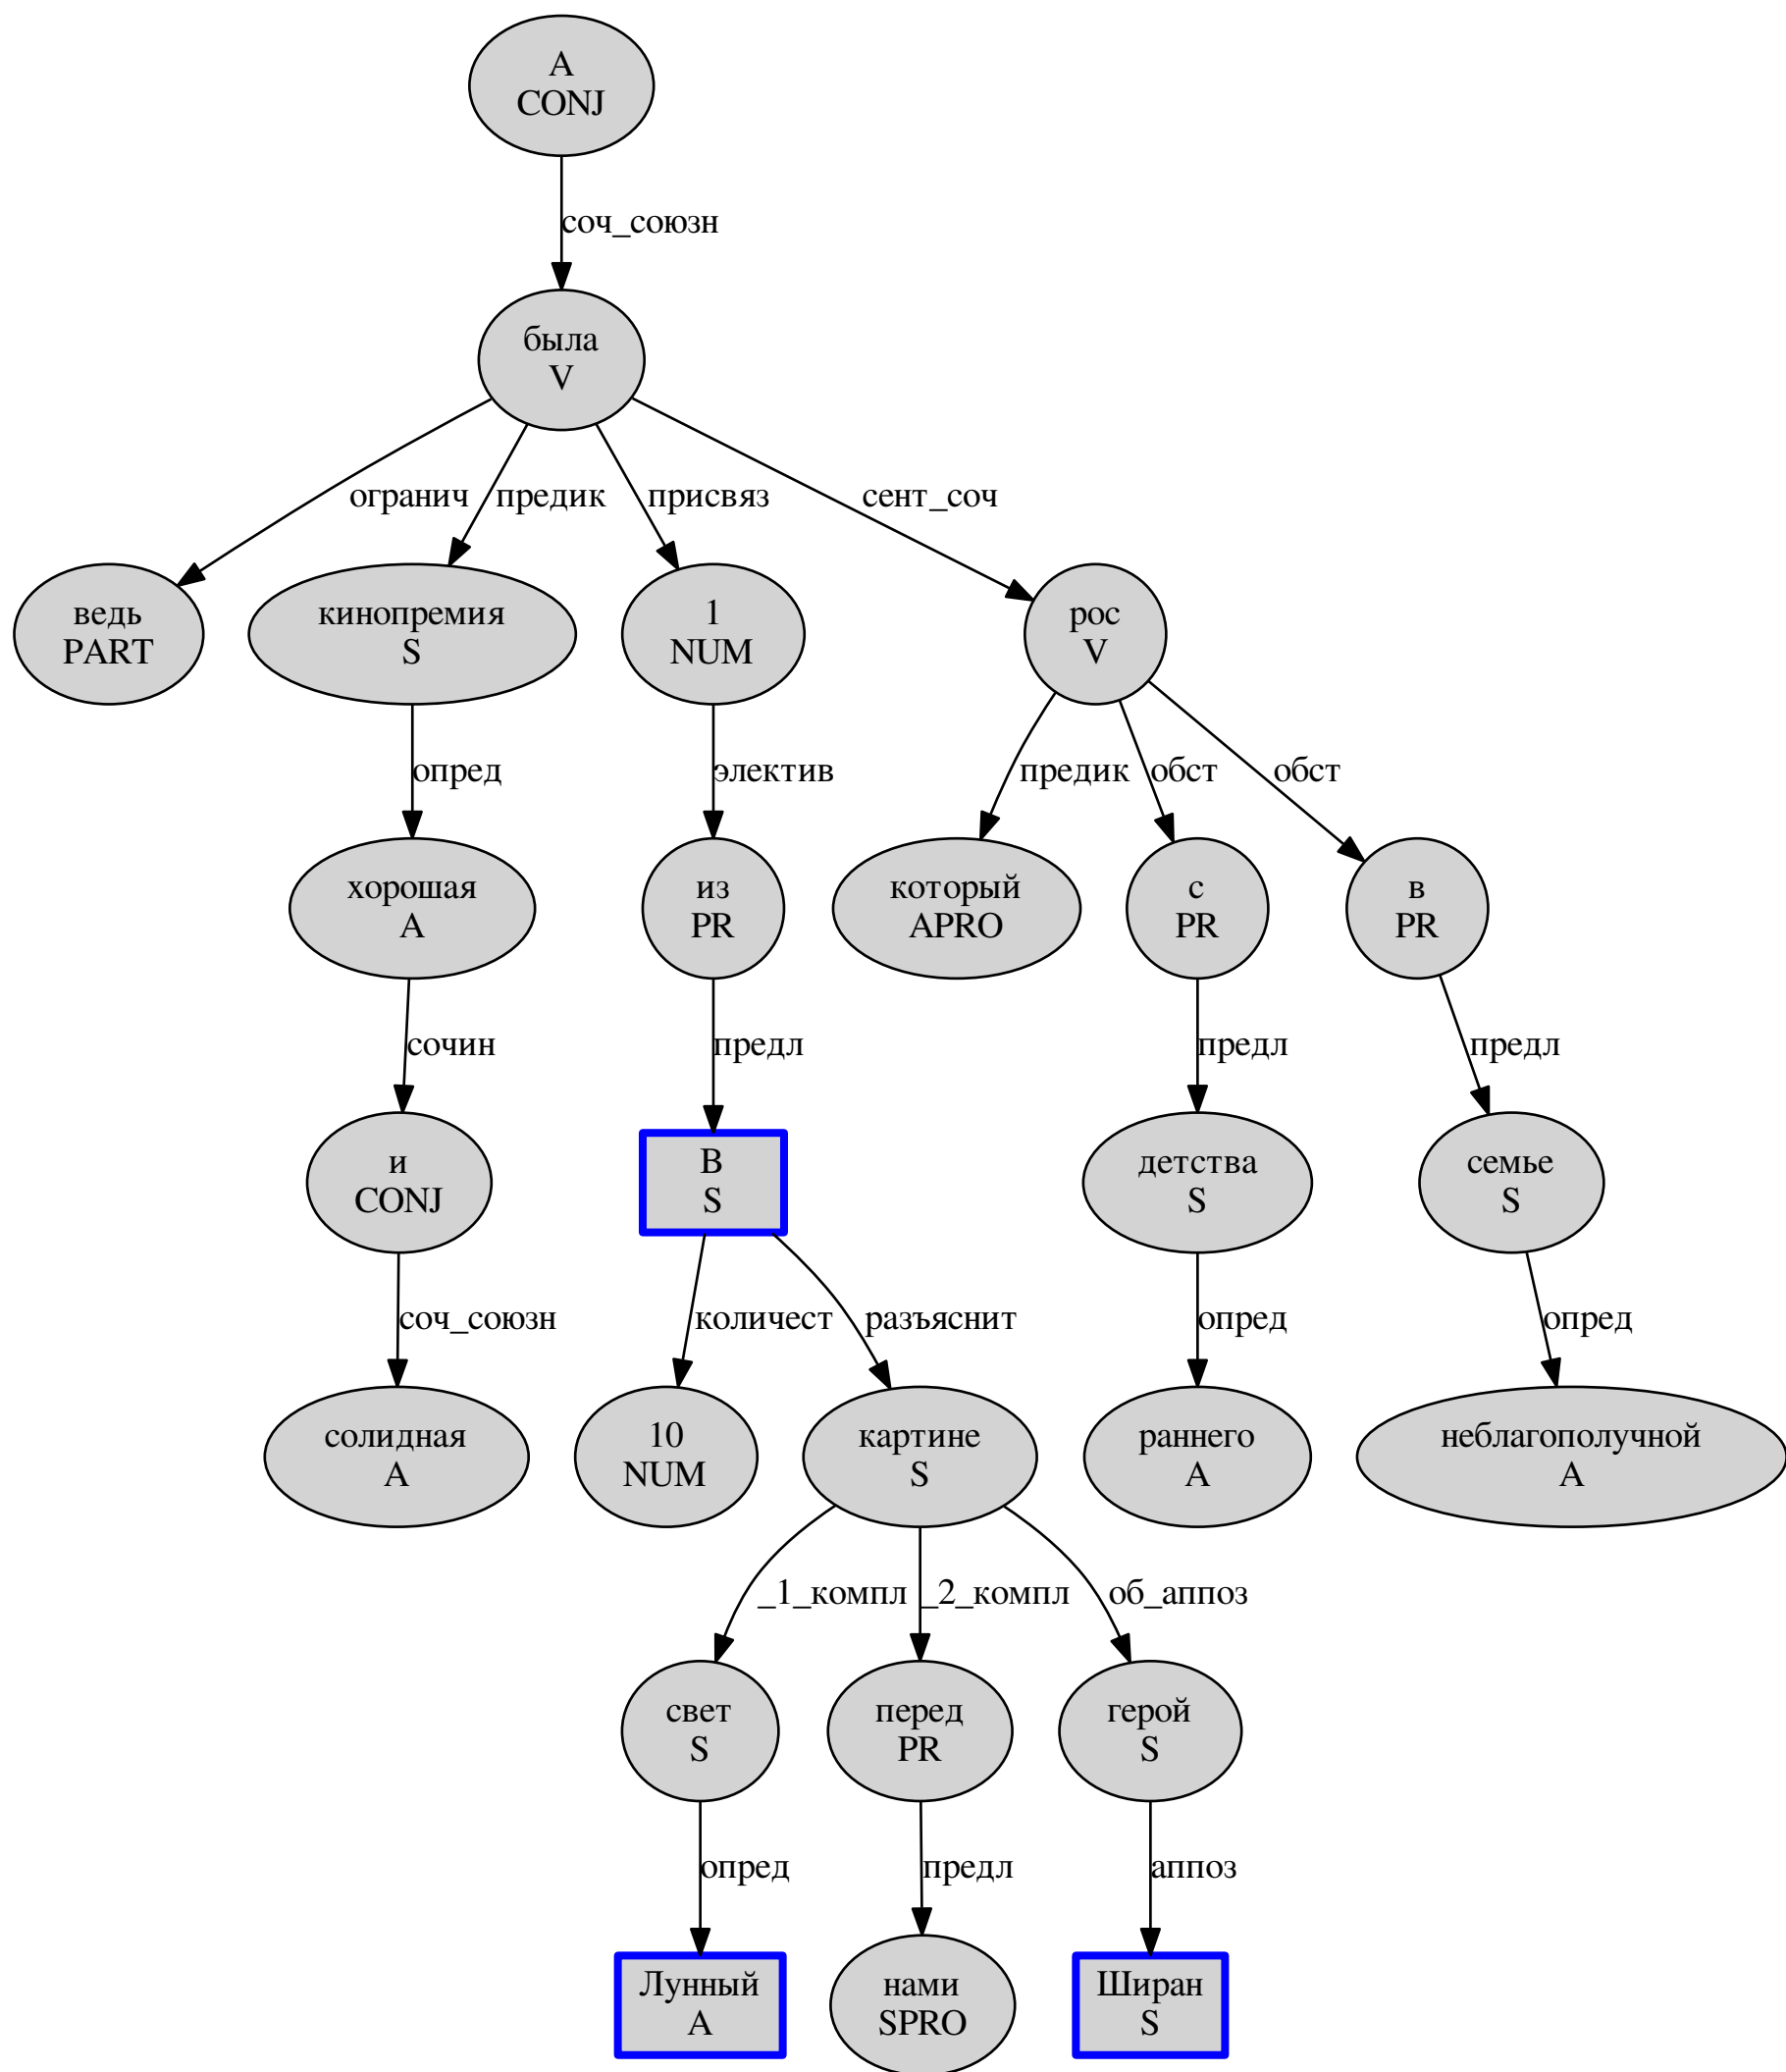 А
CONJ
соч_союзн
была
V
огранич
предик
присвяз
сент_соч
ведь
PART
кинопремия
S
1
NUM
рос
V
опред
электив
предик
обст
обст
хорошая
A
из
PR
который
APRO
с
PR
в
PR
сочин
предл
предл
предл
и
CONJ
В
S
детства
S
семье
S
соч_союзн
количест
разъяснит
опред
опред
солидная
A
10
NUM
картине
S
раннего
A
неблагополучной
A
_1_компл
_2_компл
об_аппоз
свет
S
перед
PR
герой
S
опред
предл
аппоз
Лунный
A
нами
SPRO
Ширан
S